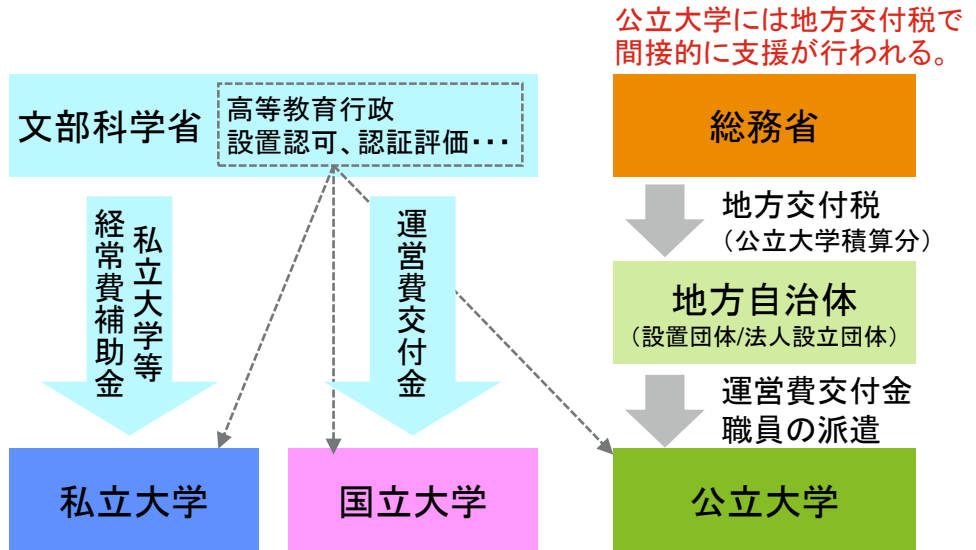 公立大学には地方交付税で
間接的に支援が行われる。
文部科学省
高等教育行政
設置認可、認証評価・・・
総務省
地方交付税
（公立大学積算分）
地方自治体
（設置団体/法人設立団体）
運営費交付金
職員の派遣
私立大学等
経常費補助金
運営費交付金
私立大学
国立大学
公立大学